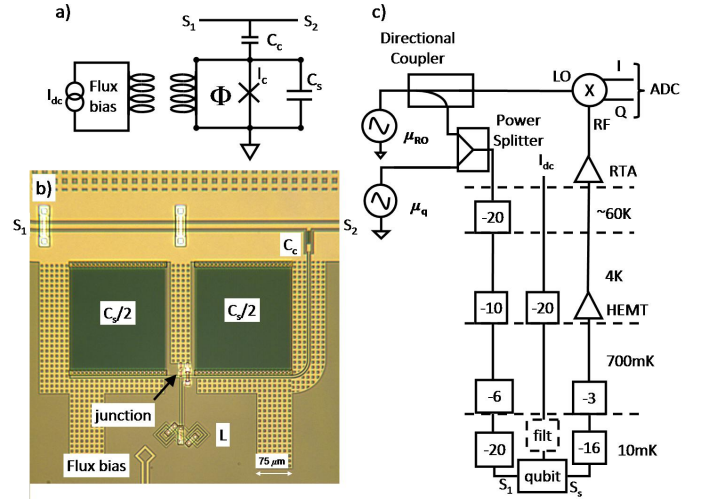 a)
S1 S2
Cc
Idc
Flux
bias
Φ
Ic
Cs
b)
S1 S2
Cc
Cs/2 Cs/2
junction
L
Flux bias
75 μm
c)
Directional
Coupler
LO
X
I
Q
ADC
RF
μRO
Power
Splitter
μq
Idc
RTA
-20
~60K
4K
-10
-20
HEMT
700mK
-6
-3
filt
-20
-16
10mK
qubit
S1 Ss